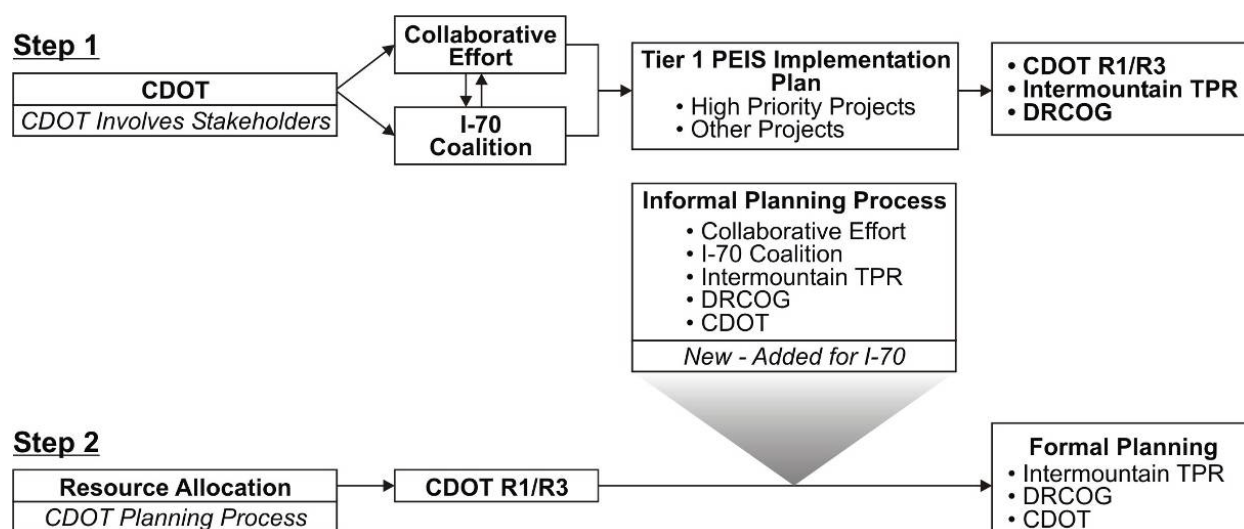 Step 1
CDOT
CDOT Involves Stakeholders
Collaborative
Effort
I-70
Coalition
Tier 1 PEIS Implementation
Plan
• High Priority Projects
• Other Projects
• CDOT R1/R3
• Intermountain TPR
• DRCOG
Informal Planning Process
• Collaborative Effort
• I-70 Coalition
• Intermountain TPR
• DRCOG
• CDOT
New - Added for I-70
Step 2
Resource Allocation
CDOT Planning Process
CDOT R1/R3
Formal Planning
• Intermountain TPR
• DRCOG
• CDOT